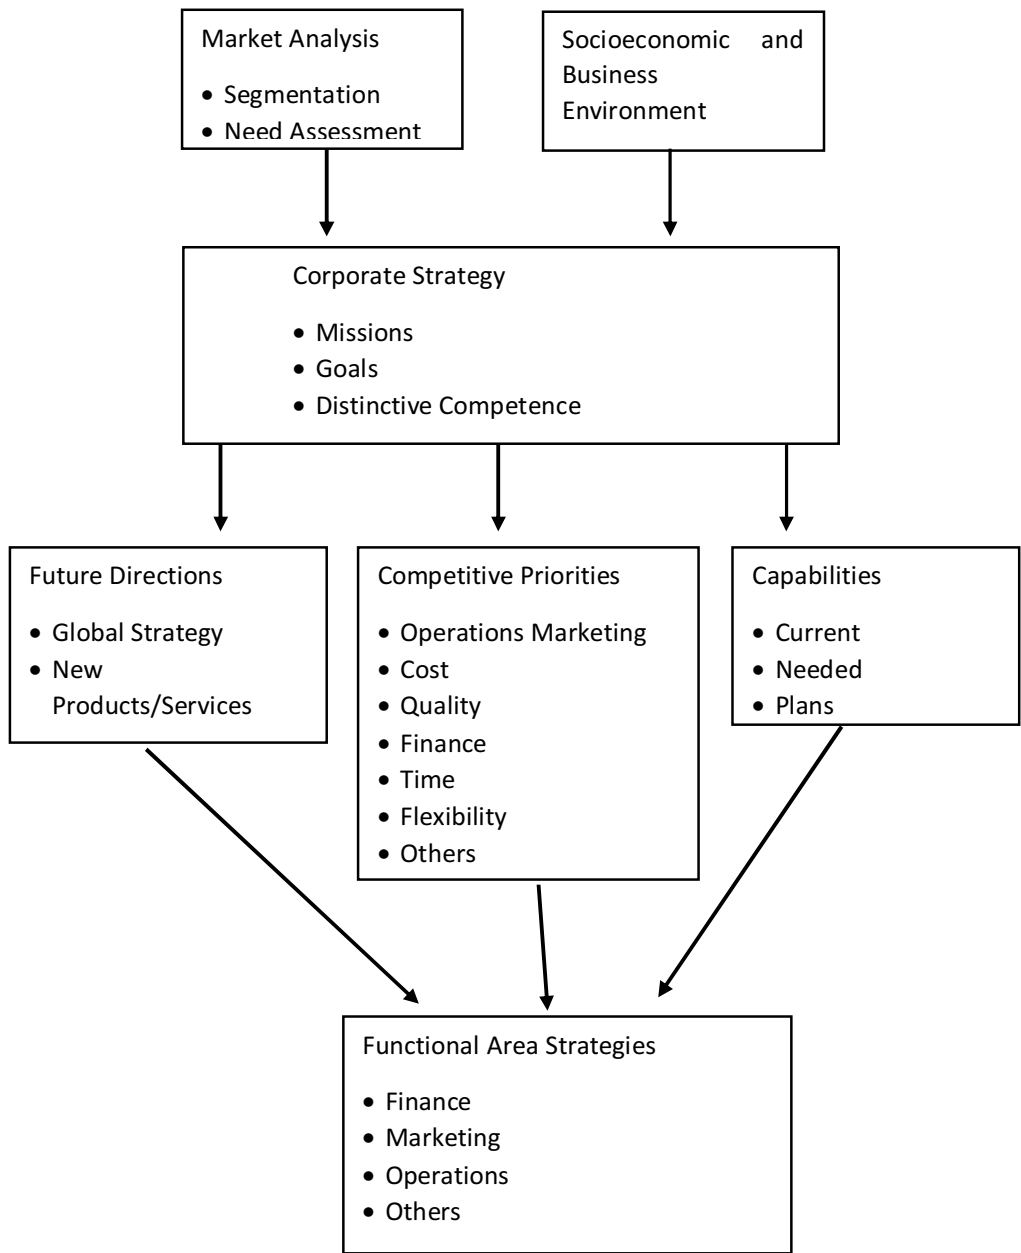 Market Analysis
• Segmentation
• Need Assessment
Socioeconomic and
Business
Environment
Corporate Strategy
• Missions
• Goals
• Distinctive Competence
Future Directions
• Global Strategy
• New
Products/Services
Competitive Priorities
• Operations Marketing
• Cost
• Quality
• Finance
• Time
• Flexibility
• Others
Capabilities
• Current
• Needed
• Plans
Functional Area Strategies
• Finance
• Marketing
• Operations
• Others